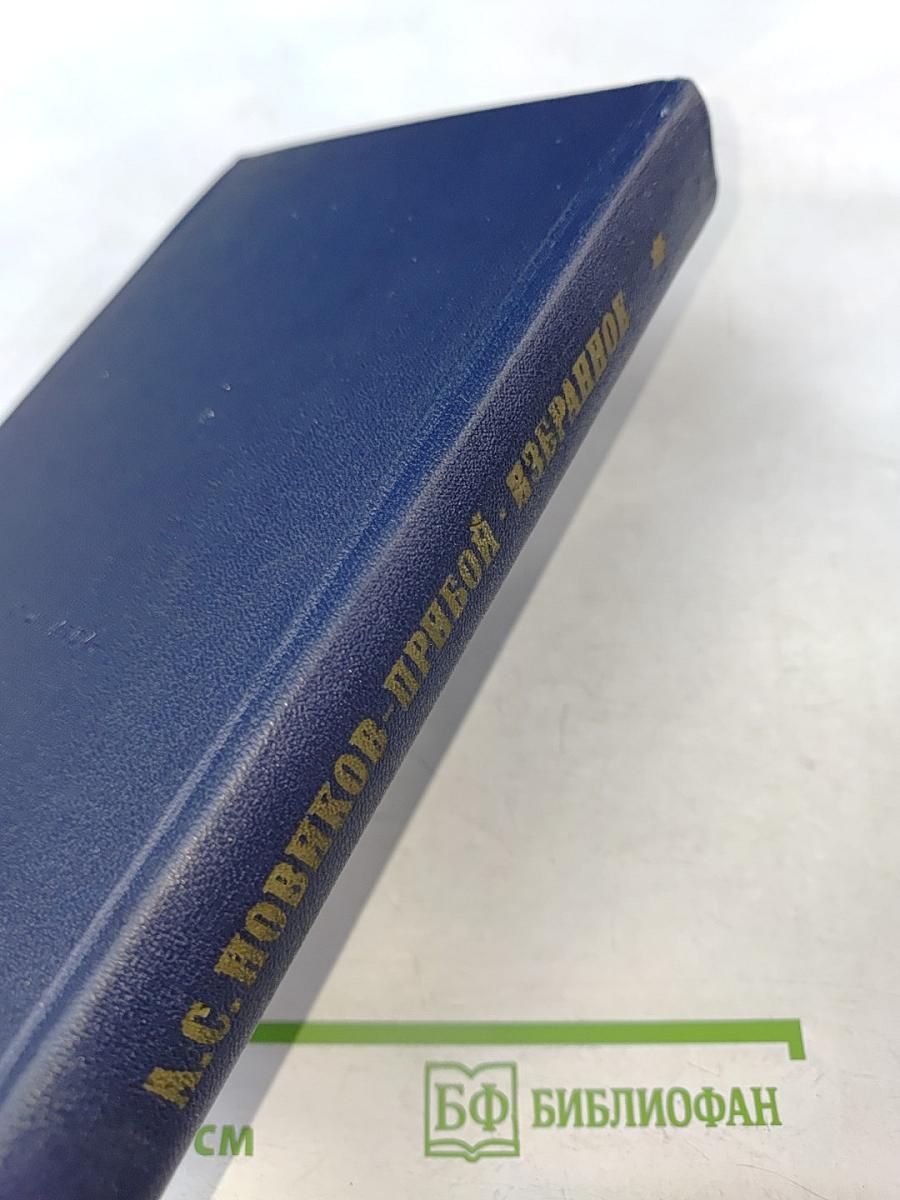 А.С. НОВИКОВ-ПРИБОЙ · ИЗБРАННОЕ
СМ
БФ БИБЛИОФАН